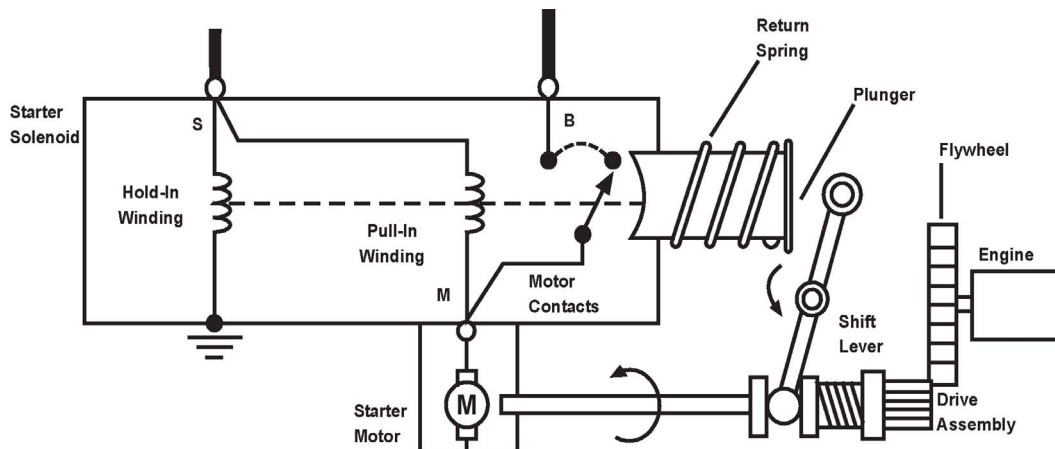 Return
Spring
Plunger
Starter
Solenoid
S
B
Flywheel
Hold-In
Winding
Pull-In
Winding
Engine
M
Motor
Contacts
Shift
Lever
M
Starter
Motor
Drive
Assembly